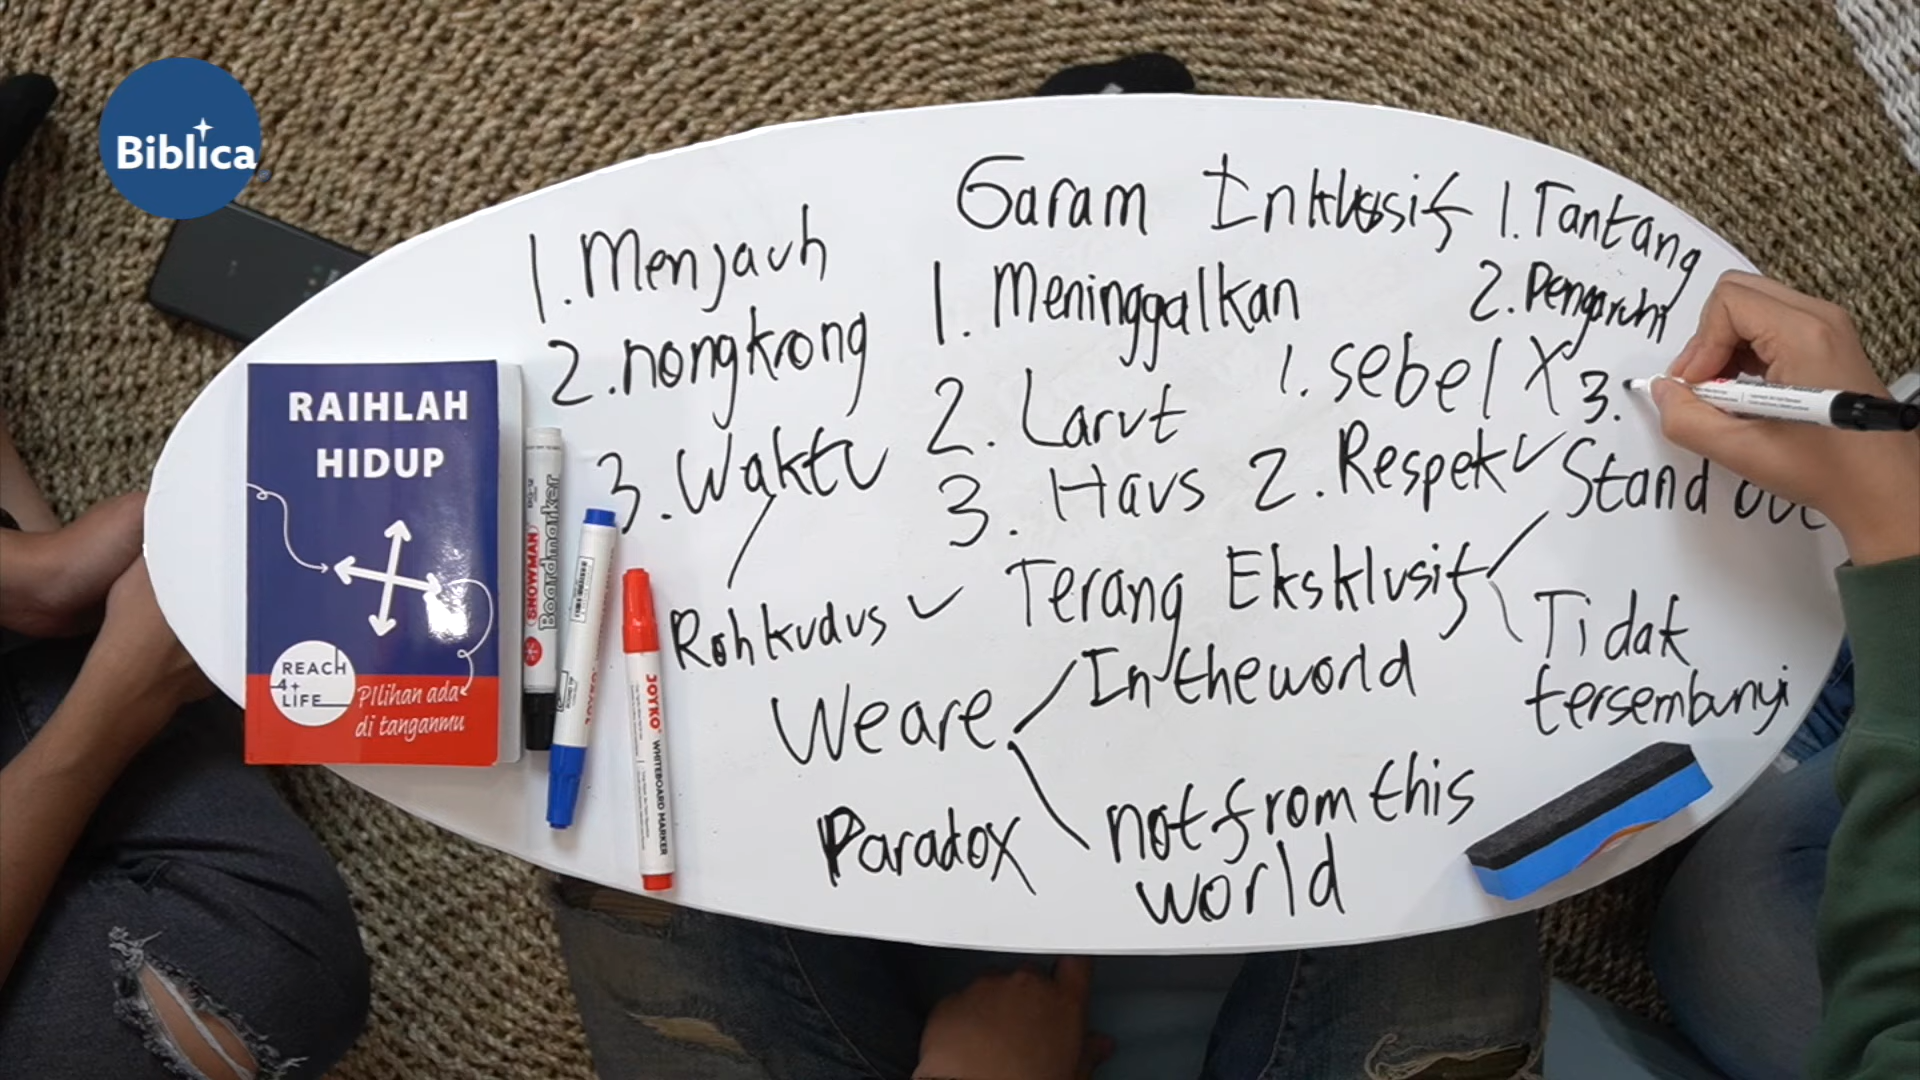 Biblica
RAIHLAH
HIDUP
REACH
4+
LIFE
Pilihan ada
di tanganmu
SNOWMAN
Boardmarker
JOYKO
WHITEBOARD MARKER
1. Menjauh
2. nongkrong
3. Waktu
Rohkudus ✓
Garam Inklusif
1. Meninggalkan
2. Larut
3. Haus
1. Tantang
2. Pengaruhi
3.
1. sebel X
2. Respek ✓
Stand out
Terang Eksklusif
Tidak
tersembunyi
We are
In the world
not from this
world
Paradox